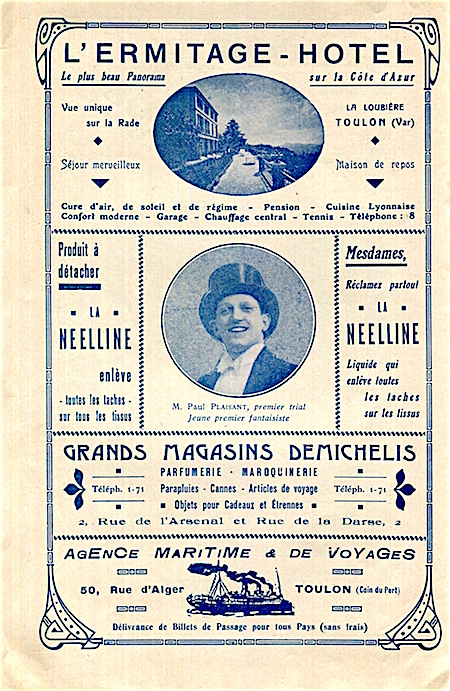 L'ERMITAGE - HOTEL
Le plus beau Panorama sur la Côte d'Azur
Vue unique
sur la Rade
Séjour merveilleux
LA LOUBIÈRE
TOULON (Var)
Maison de repos
Cure d'air, de soleil et de régime - Pension - Cuisine Lyonnaise
Confort moderne - Garage - Chauffage central - Tennis - Téléphone : 8
Produit à
détacher
LA
NEELLINE
enlève
- toutes les taches -
sur tous les tissus
M. Paul PLAISANT, premier trial
Jeune premier fantaisiste
Mesdames,
Réclamez partout
LA
NEELLINE
Liquide qui
enlève toutes
les taches
sur les tissus
GRANDS MAGASINS DEMICHELIS
PARFUMERIE - MAROQUINERIE
Téléph. 1-71 Parapluies - Cannes - Articles de voyage Téléph. 1-71
Objets pour Cadeaux et Étrennes
2, Rue de l'Arsenal et Rue de la Darse, 2
AGENCE MARITIME & DE VOYAGES
50, Rue d'Alger TOULON (Coin du Port)
Délivrance de Billets de Passage pour tous Pays (sans frais)